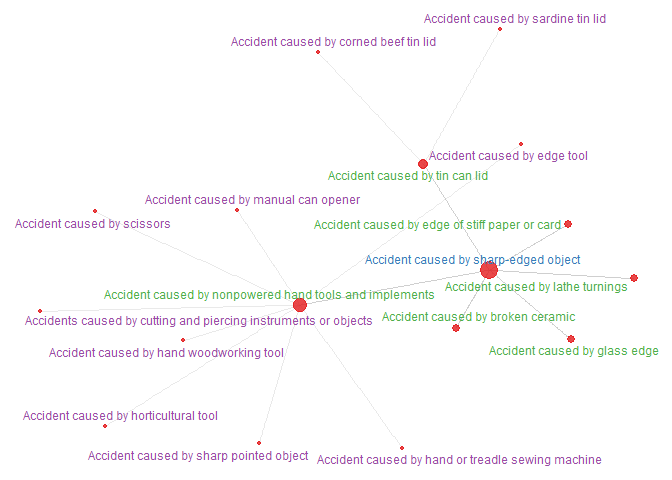 Accident caused by sardine tin lid
Accident caused by corned beef tin lid
Accident caused by edge tool
Accident caused by tin can lid
Accident caused by manual can opener
Accident caused by scissors
Accident caused by edge of stiff paper or card
Accident caused by sharp-edged object
Accident caused by lathe turnings
Accident caused by nonpowered hand tools and implements
Accident caused by broken ceramic
Accidents caused by cutting and piercing instruments or objects
Accident caused by glass edge
Accident caused by hand woodworking tool
Accident caused by horticultural tool
Accident caused by sharp pointed object
Accident caused by hand or treadle sewing machine